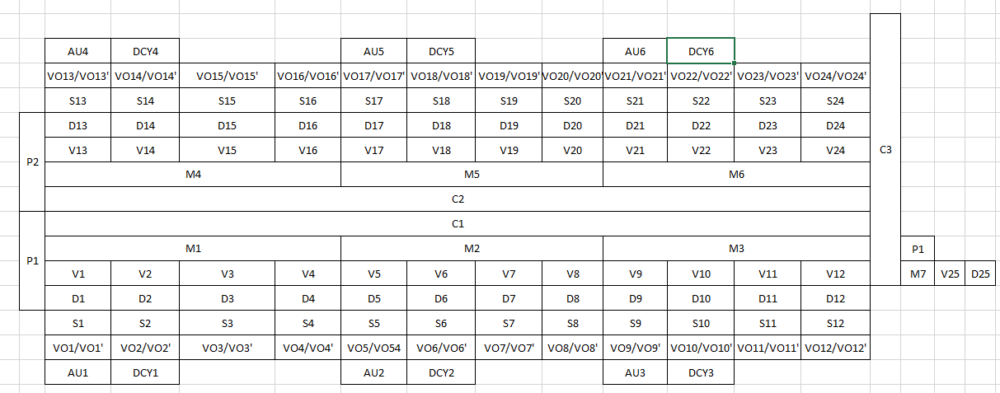 AU4 DCY4 AU5 DCY5 AU6 DCY6
VO13/VO13' VO14/VO14' VO15/VO15' VO16/VO16' VO17/VO17' VO18/VO18' VO19/VO19' VO20/VO20' VO21/VO21' VO22/VO22' VO23/VO23' VO24/VO24'
S13 S14 S15 S16 S17 S18 S19 S20 S21 S22 S23 S24
D13 D14 D15 D16 D17 D18 D19 D20 D21 D22 D23 D24
P2 V13 V14 V15 V16 V17 V18 V19 V20 V21 V22 V23 V24 C3
M4 M5 M6
C2
C1
P1 M1 M2 M3 P1
V1 V2 V3 V4 V5 V6 V7 V8 V9 V10 V11 V12 M7 V25 D25
D1 D2 D3 D4 D5 D6 D7 D8 D9 D10 D11 D12
S1 S2 S3 S4 S5 S6 S7 S8 S9 S10 S11 S12
VO1/VO1' VO2/VO2' VO3/VO3' VO4/VO4' VO5/VO54 VO6/VO6' VO7/VO7' VO8/VO8' VO9/VO9' VO10/VO10' VO11/VO11' VO12/VO12'
AU1 DCY1 AU2 DCY2 AU3 DCY3